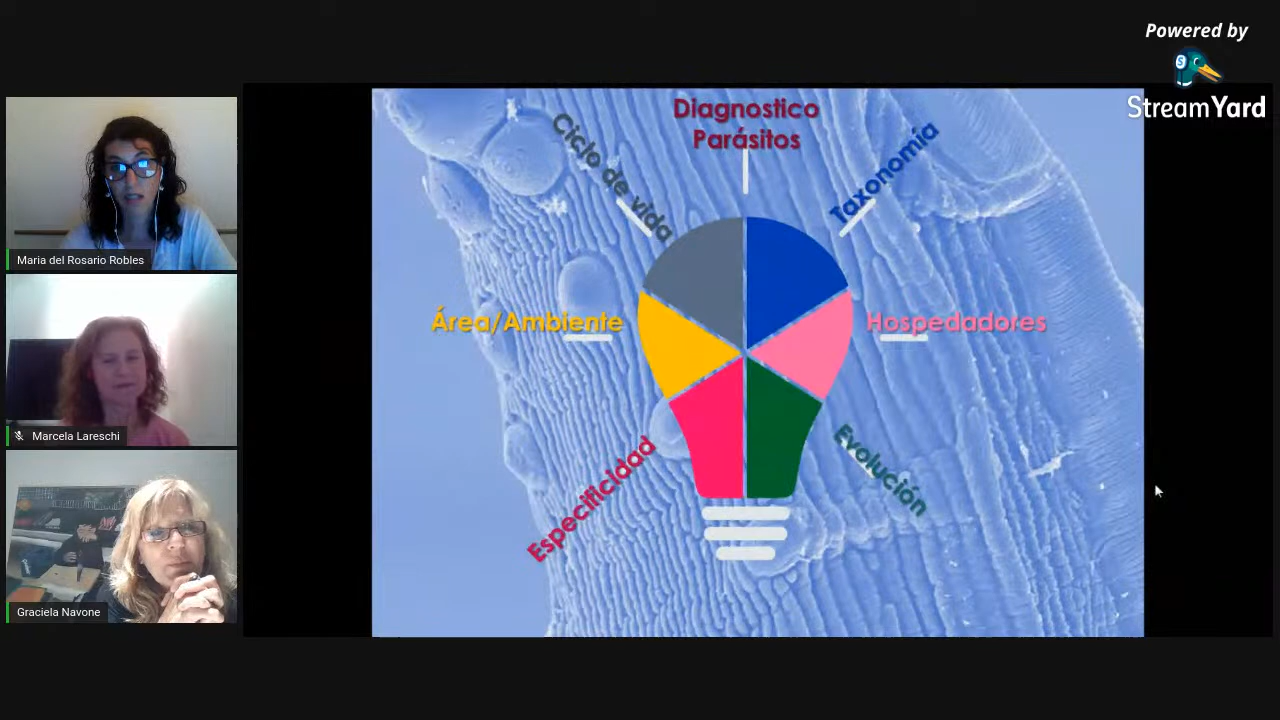 Powered by
StreamYard
Maria del Rosario Robles
Marcela Lareschi
Graciela Navone
Diagnostico
Parásitos
Ciclo de vida
Taxonomía
Área/Ambiente
Hospedadores
Especificidad
Evolución